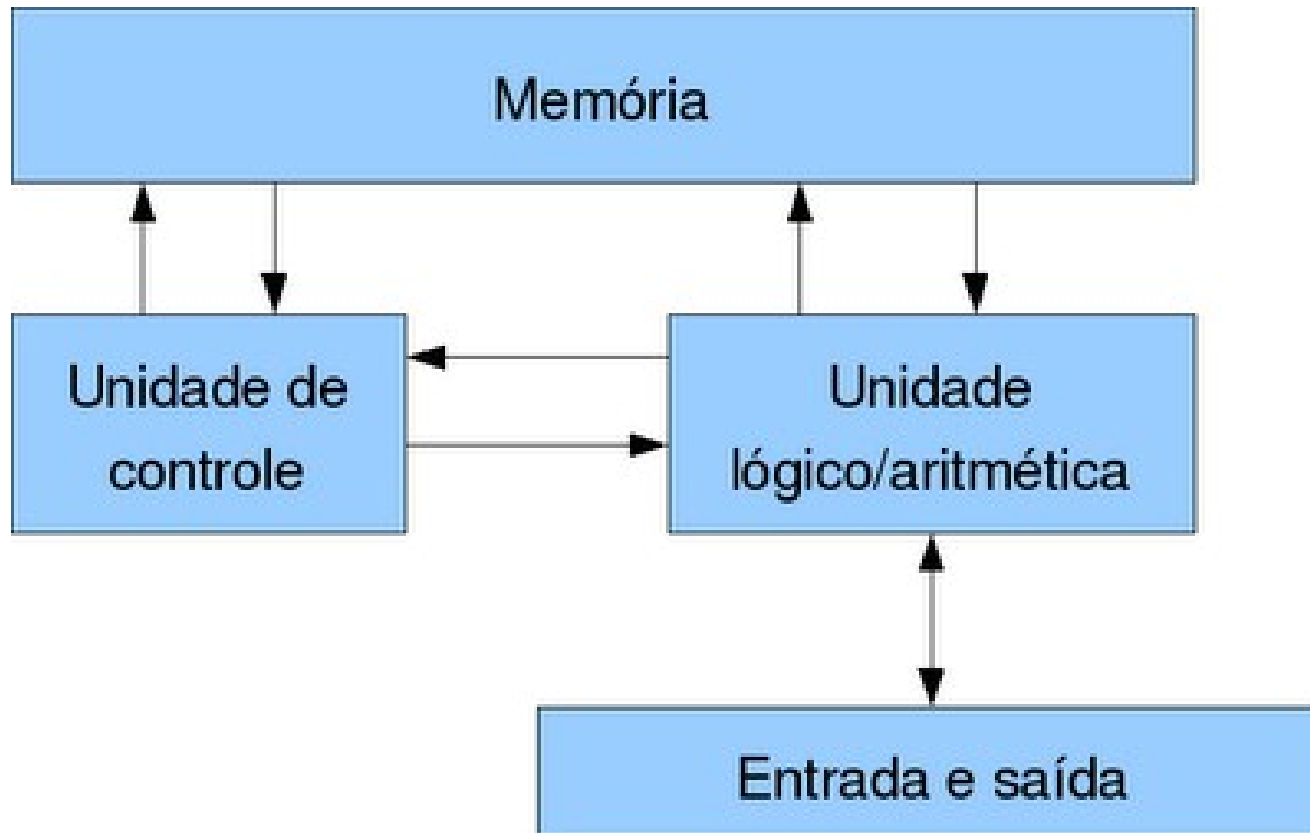 Memória
Unidade de
controle
Unidade
lógico/aritmética
Entrada e saída